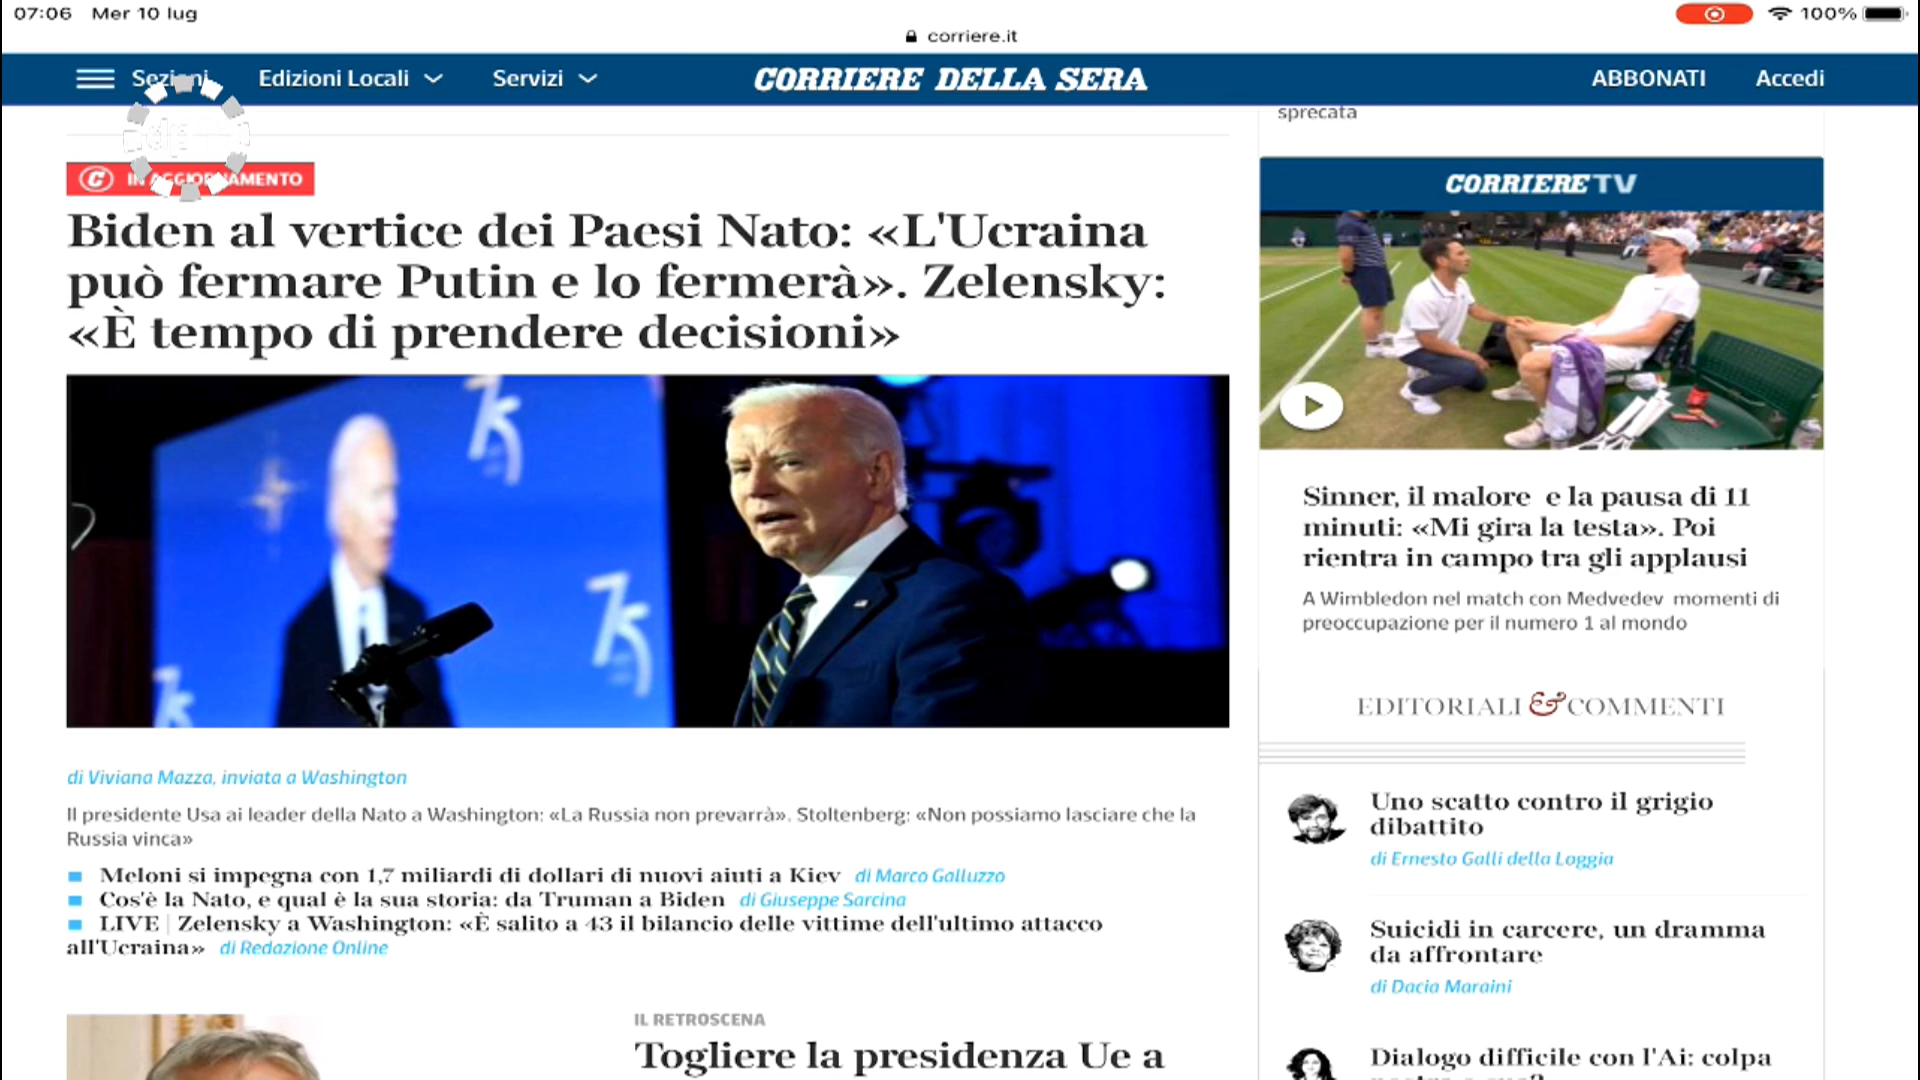 07:06 Mer 10 lug
100%
corriere.it
Sezioni Edizioni Locali Servizi CORRIERE DELLA SERA ABBONATI Accedi
sprecata
IN AGGIORNAMENTO
Biden al vertice dei Paesi Nato: «L'Ucraina
può fermare Putin e lo fermerà». Zelensky:
«È tempo di prendere decisioni»
75
75
75
di Viviana Mazza, inviata a Washington
Il presidente Usa ai leader della Nato a Washington: «La Russia non prevarrà». Stoltenberg: «Non possiamo lasciare che la
Russia vinca»
Meloni si impegna con 1,7 miliardi di dollari di nuovi aiuti a Kiev di Marco Galluzzo
Cos'è la Nato, e qual è la sua storia: da Truman a Biden di Giuseppe Sarcina
LIVE | Zelensky a Washington: «È salito a 43 il bilancio delle vittime dell'ultimo attacco
all'Ucraina» di Redazione Online
IL RETROSCENA
Togliere la presidenza Ue a
CORRIERE TV
Sinner, il malore e la pausa di 11
minuti: «Mi gira la testa». Poi
rientra in campo tra gli applausi
A Wimbledon nel match con Medvedev momenti di
preoccupazione per il numero 1 al mondo
EDITORIALI & COMMENTI
Uno scatto contro il grigio
dibattito
di Ernesto Galli della Loggia
Suicidi in carcere, un dramma
da affrontare
di Dacia Maraini
Dialogo difficile con l'Ai: colpa